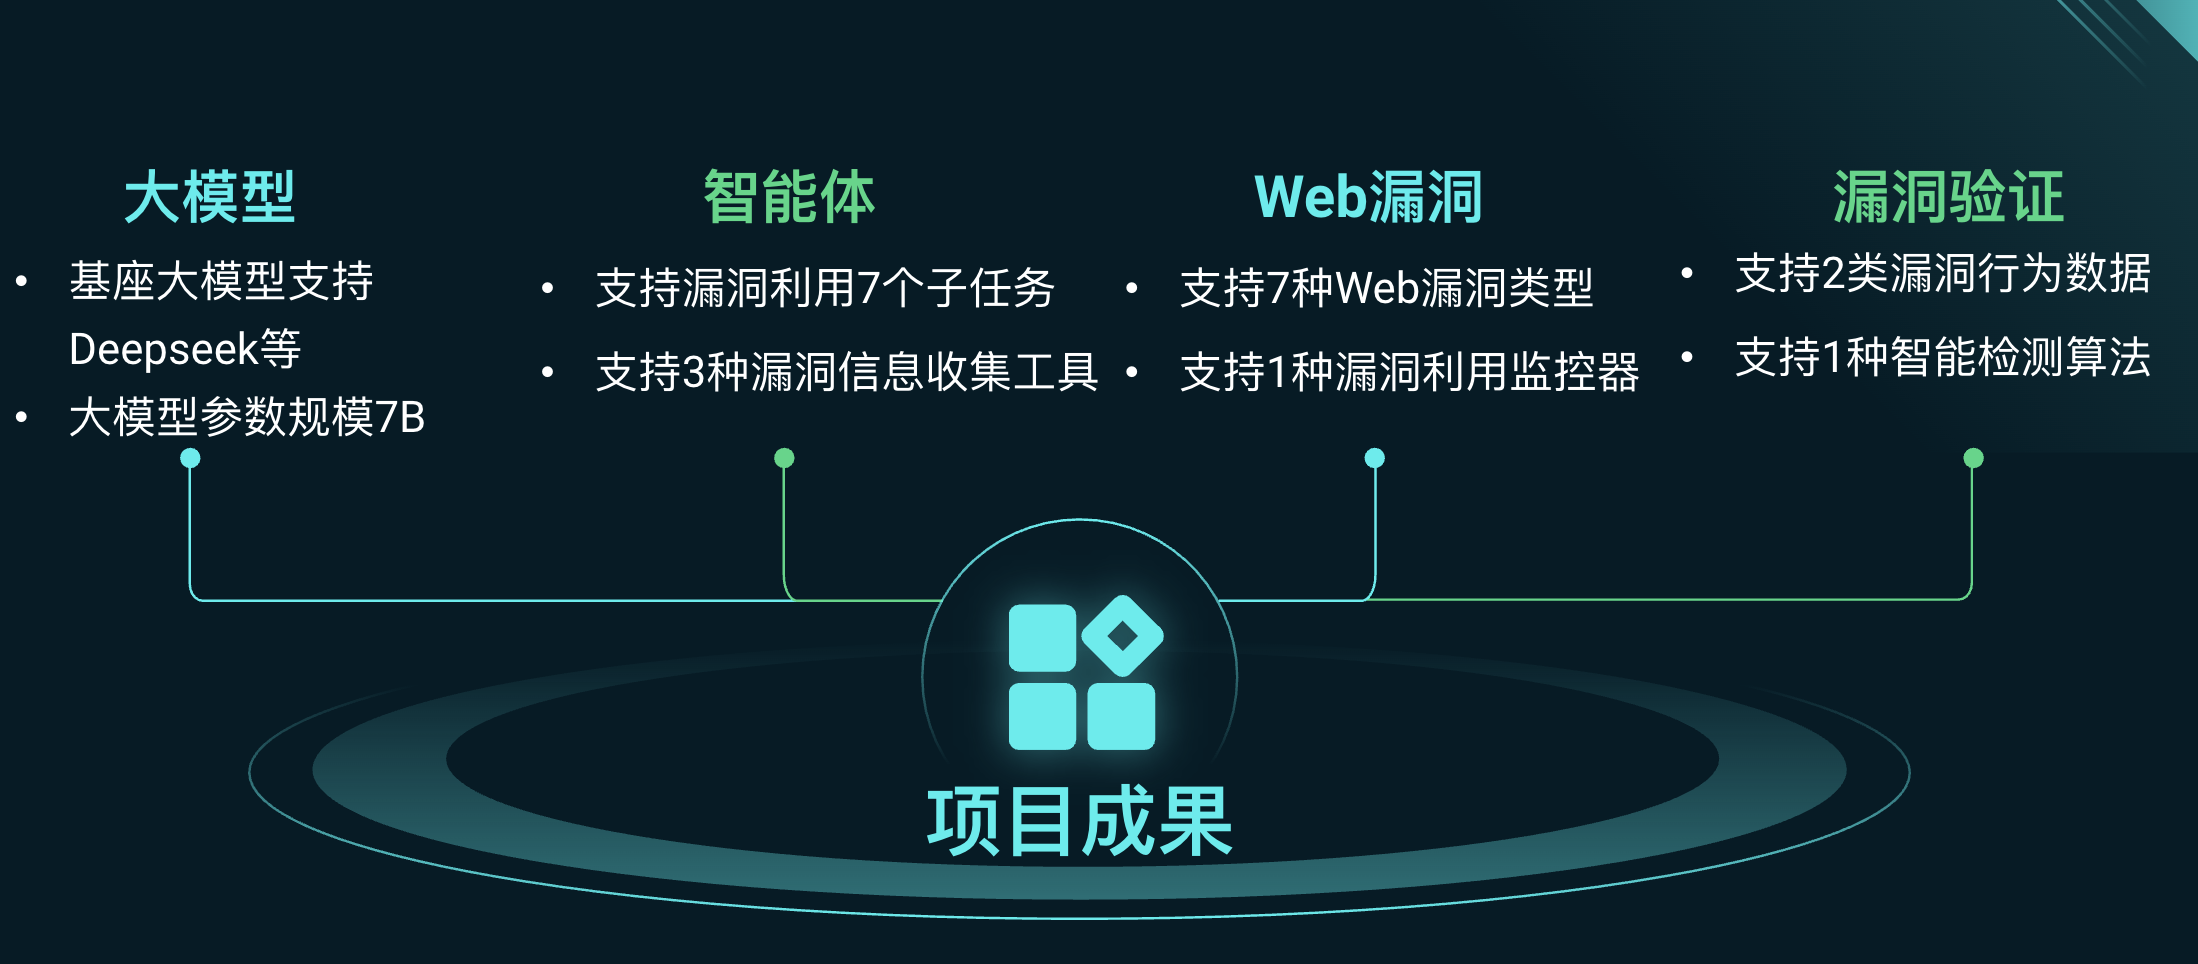 大模型
• 基座大模型支持
Deepseek等
• 大模型参数规模7B
智能体
• 支持漏洞利用7个子任务
• 支持3种漏洞信息收集工具
Web漏洞
• 支持7种Web漏洞类型
• 支持1种漏洞利用监控器
漏洞验证
• 支持2类漏洞行为数据
• 支持1种智能检测算法
项目成果